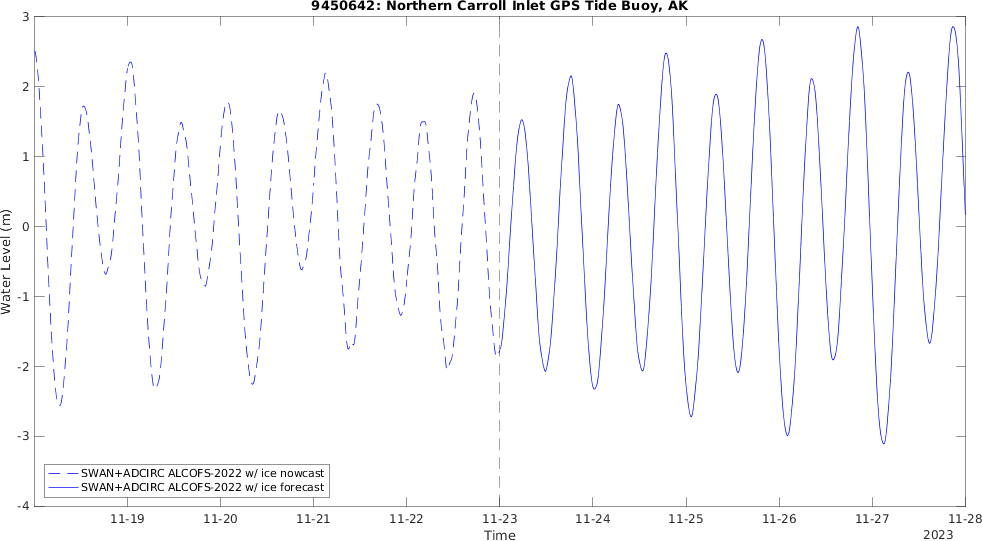 9450642: Northern Carroll Inlet GPS Tide Buoy, AK
3
2
1
0
-1
-2
-3
-4
Water Level (m)
SWAN+ADCIRC ALCOFS-2022 w/ ice nowcast
SWAN+ADCIRC ALCOFS-2022 w/ ice forecast
11-19 11-20 11-21 11-22 11-23 11-24 11-25 11-26 11-27 11-28
Time
2023